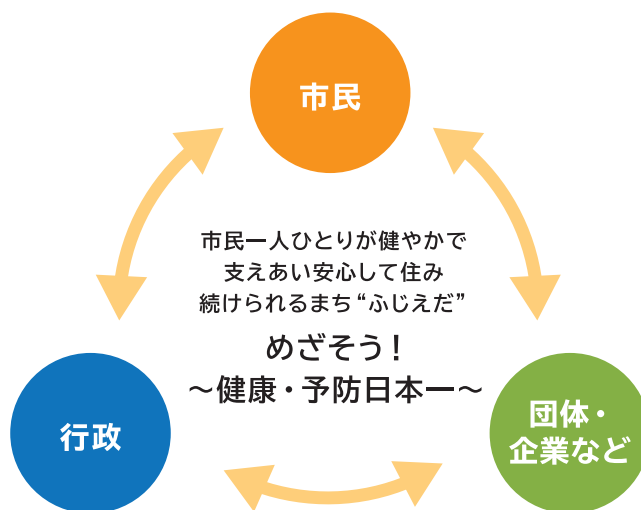 市民
市民一人ひとりが健やかで
支えあい安心して住み
続けられるまち“ふじえだ”
めざそう！
～健康・予防日本一～
行政
団体・
企業など